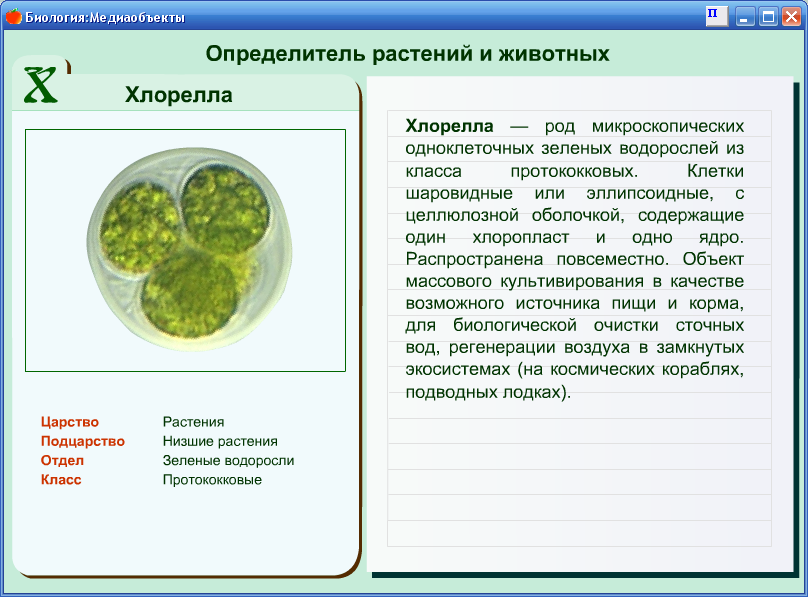 Биология:Медиаобъекты
П
Определитель растений и животных
Х
Хлорелла
Хлорелла — род микроскопических
одноклеточных зеленых водорослей из
класса протококковых. Клетки
шаровидные или эллипсоидные, с
целлюлозной оболочкой, содержащие
один хлоропласт и одно ядро.
Распространена повсеместно. Объект
массового культивирования в качестве
возможного источника пищи и корма,
для биологической очистки сточных
вод, регенерации воздуха в замкнутых
экосистемах (на космических кораблях,
подводных лодках).
Царство Растения
Подцарство Низшие растения
Отдел Зеленые водоросли
Класс Протококковые